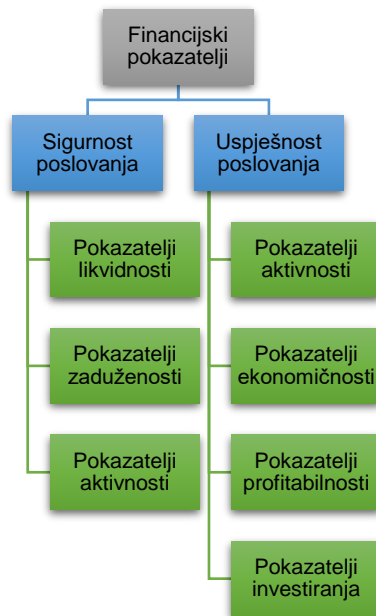 Financijski
pokazatelji
Sigurnost
poslovanja
Uspješnost
poslovanja
Pokazatelji
likvidnosti
Pokazatelji
zaduženosti
Pokazatelji
aktivnosti
Pokazatelji
aktivnosti
Pokazatelji
ekonomičnosti
Pokazatelji
profitabilnosti
Pokazatelji
investiranja